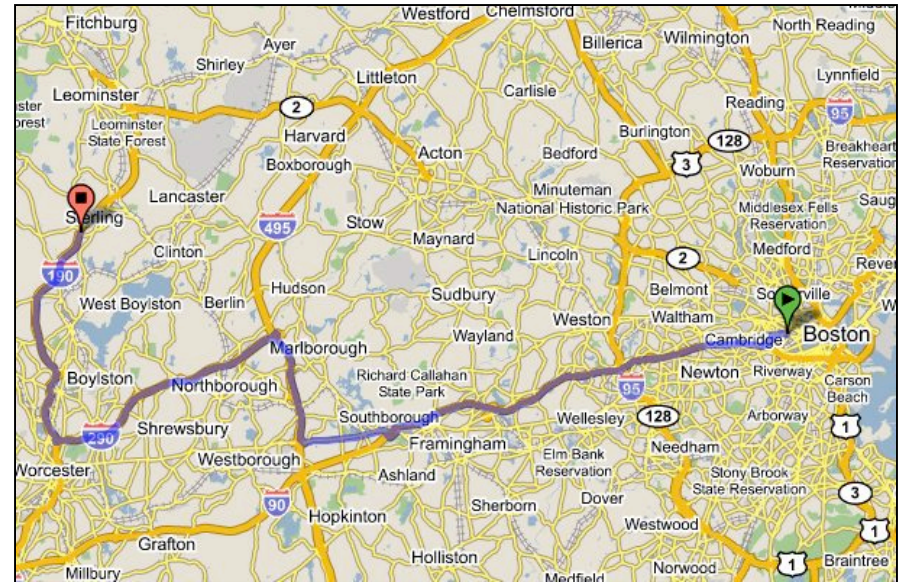 Fitchburg
Westford
Chelmsford
North Reading
Ayer
Billerica
Wilmington
Shirley
Littleton
Lynnfield
Leominster
2
Carlisle
Reading
95
Leominster
State Forest
Harvard
Burlington
128
Breakheart
Reservation
Boxborough
Acton
Bedford
3
Woburn
Minuteman
National Historic Park
Middlesex Fells
Reservation
Saug
Lancaster
Sterling
495
Stow
Maynard
Lincoln
2
Medford
Clinton
190
Rever
Hudson
Belmont
Somerville
West Boylston
Berlin
Sudbury
Weston
Waltham
Wayland
Cambridge
Boston
Marlborough
Boylston
Northborough
Richard Callahan
State Park
95
Newton
Riverway
Carson
Beach
Southborough
Wellesley
128
Arborway
1
290
Shrewsbury
Framingham
Needham
Worcester
Westborough
Elm Bank
Reservation
Ashland
Stony Brook
State Reservation
90
Sherborn
Dover
3
Hopkinton
Westwood
1
Grafton
Holliston
Millbury
Medfield
Norwood
1
Braintree